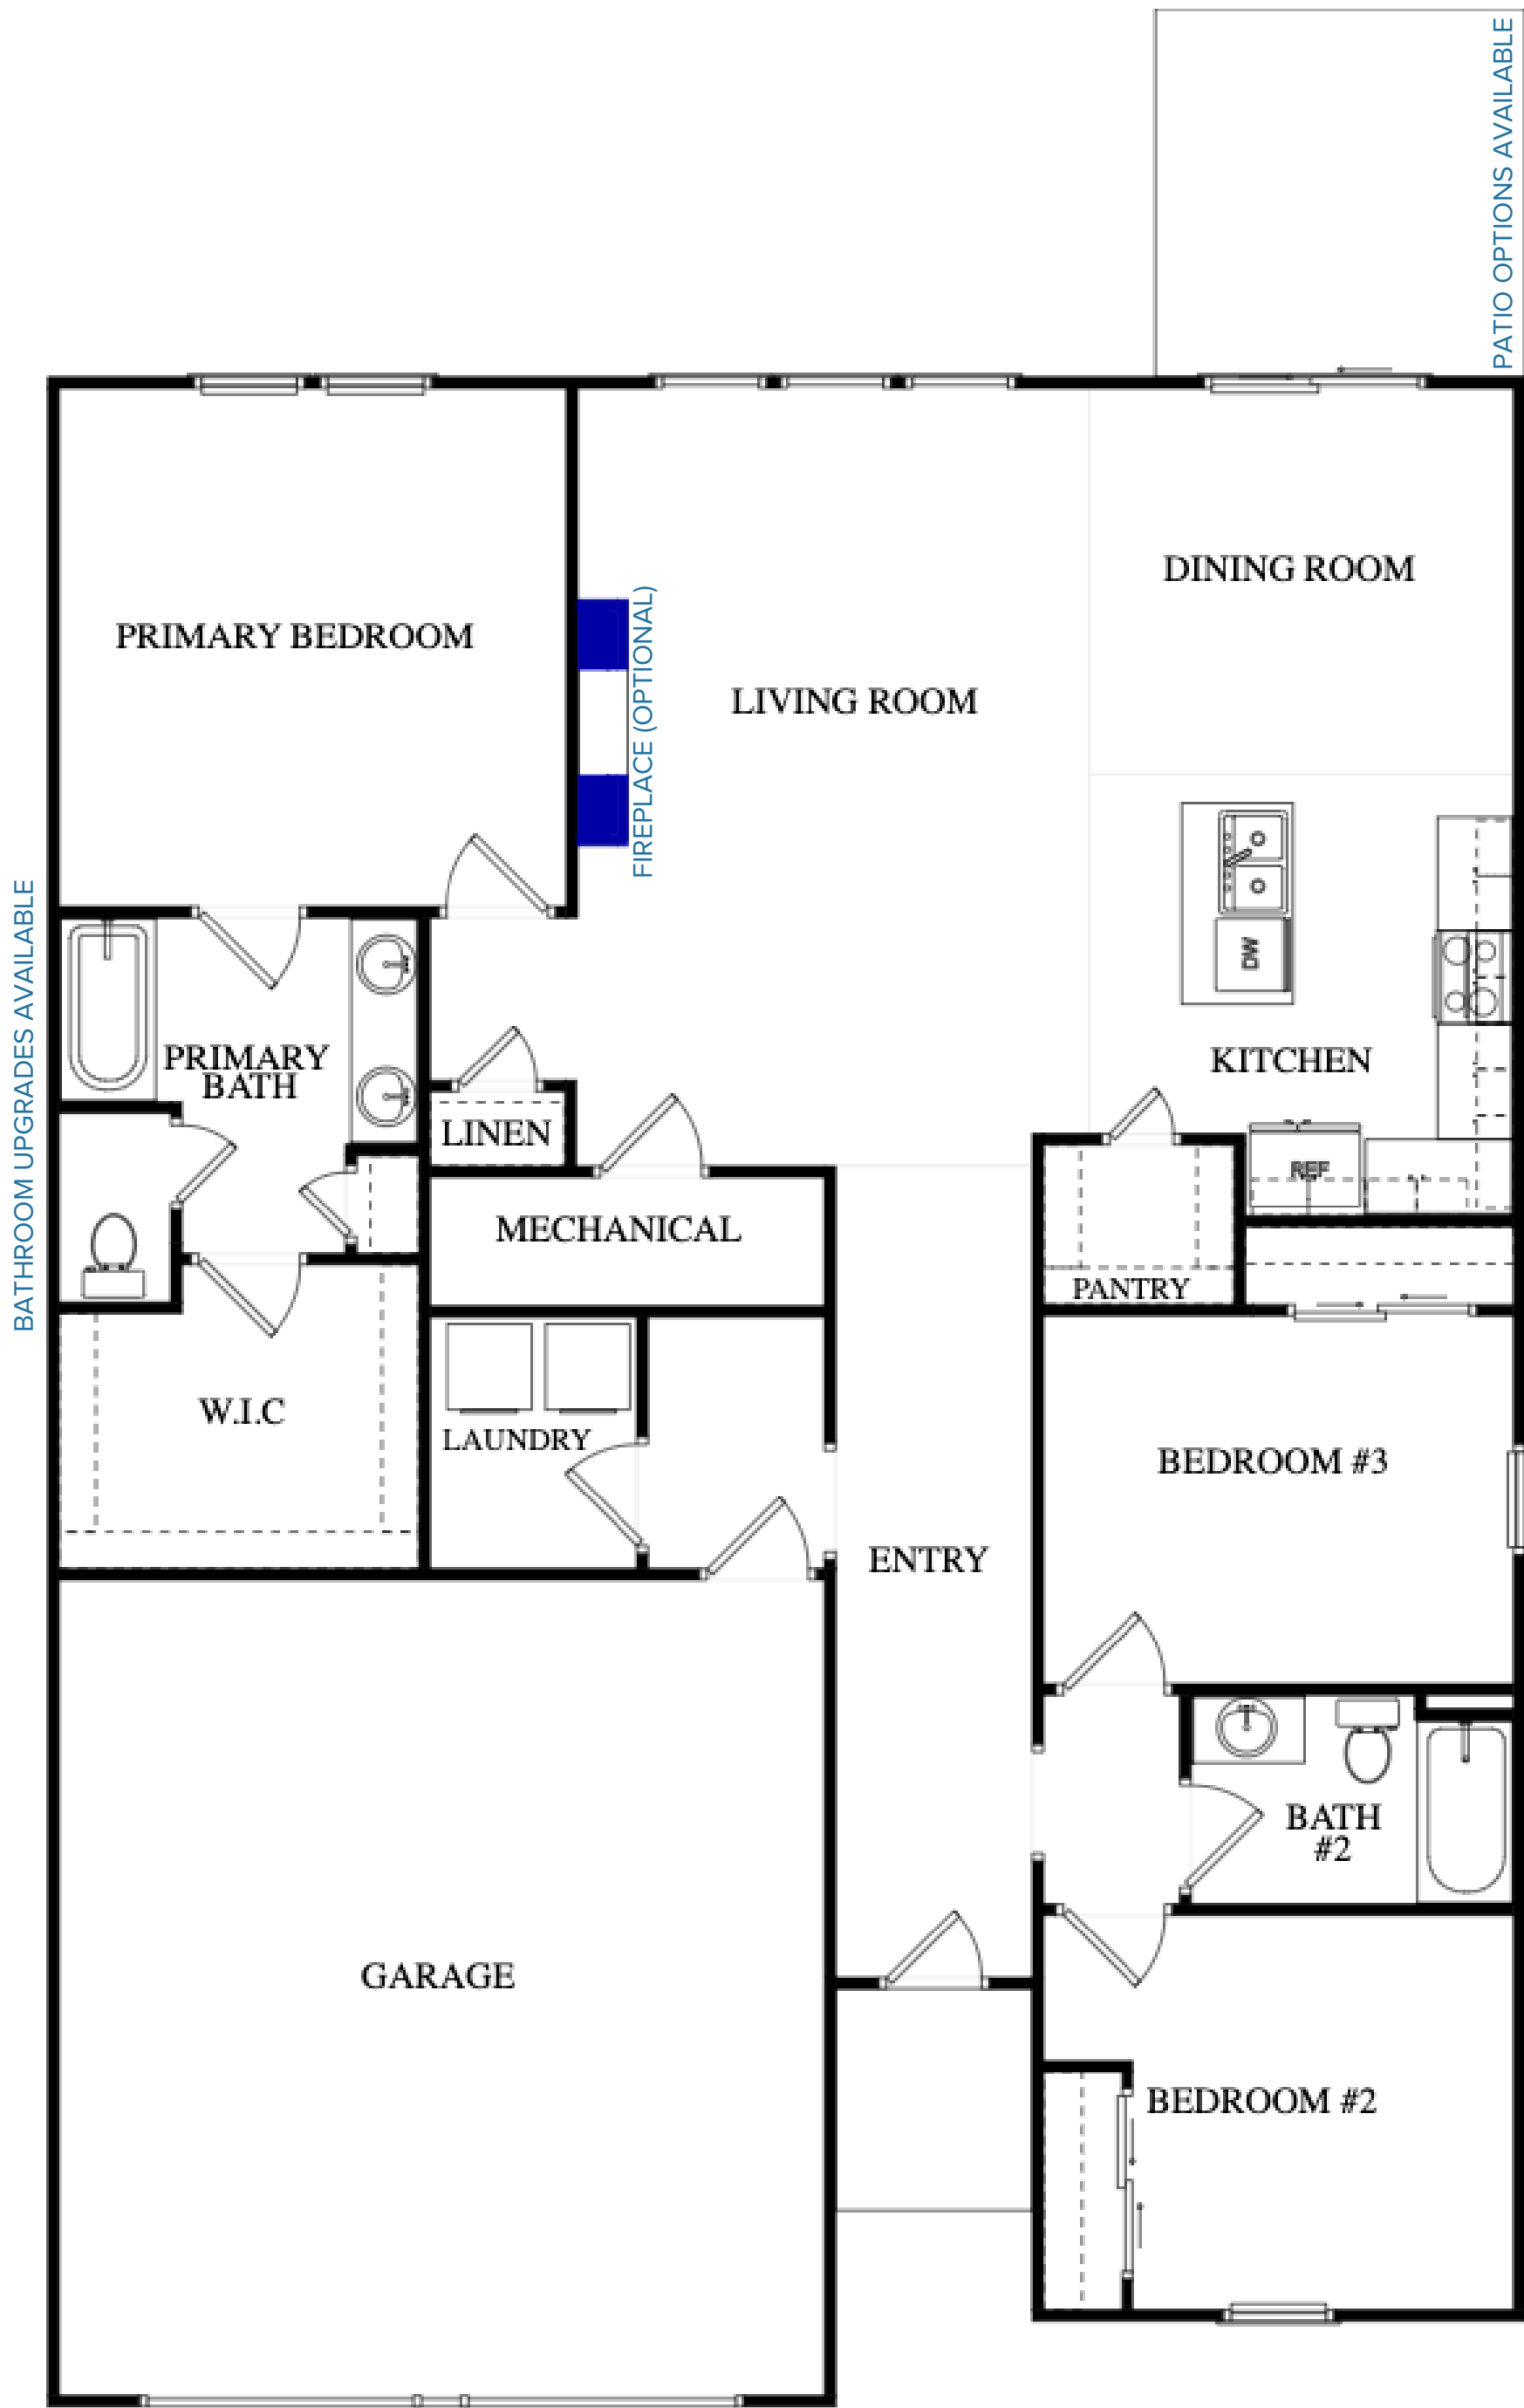 PATIO OPTIONS AVAILABLE
DINING ROOM
PRIMARY BEDROOM
LIVING ROOM
FIREPLACE (OPTIONAL)
BATHROOM UPGRADES AVAILABLE
DW
PRIMARY
BATH
KITCHEN
LINEN
REF
MECHANICAL
PANTRY
W.I.C
LAUNDRY
BEDROOM #3
ENTRY
BATH
#2
GARAGE
BEDROOM #2